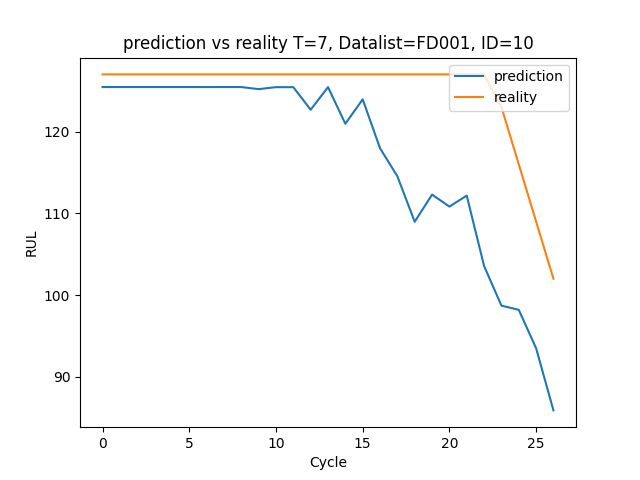 prediction vs reality T=7, Datalist=FD001, ID=10
prediction
reality
120
110
100
90
RUL
0 5 10 15 20 25
Cycle